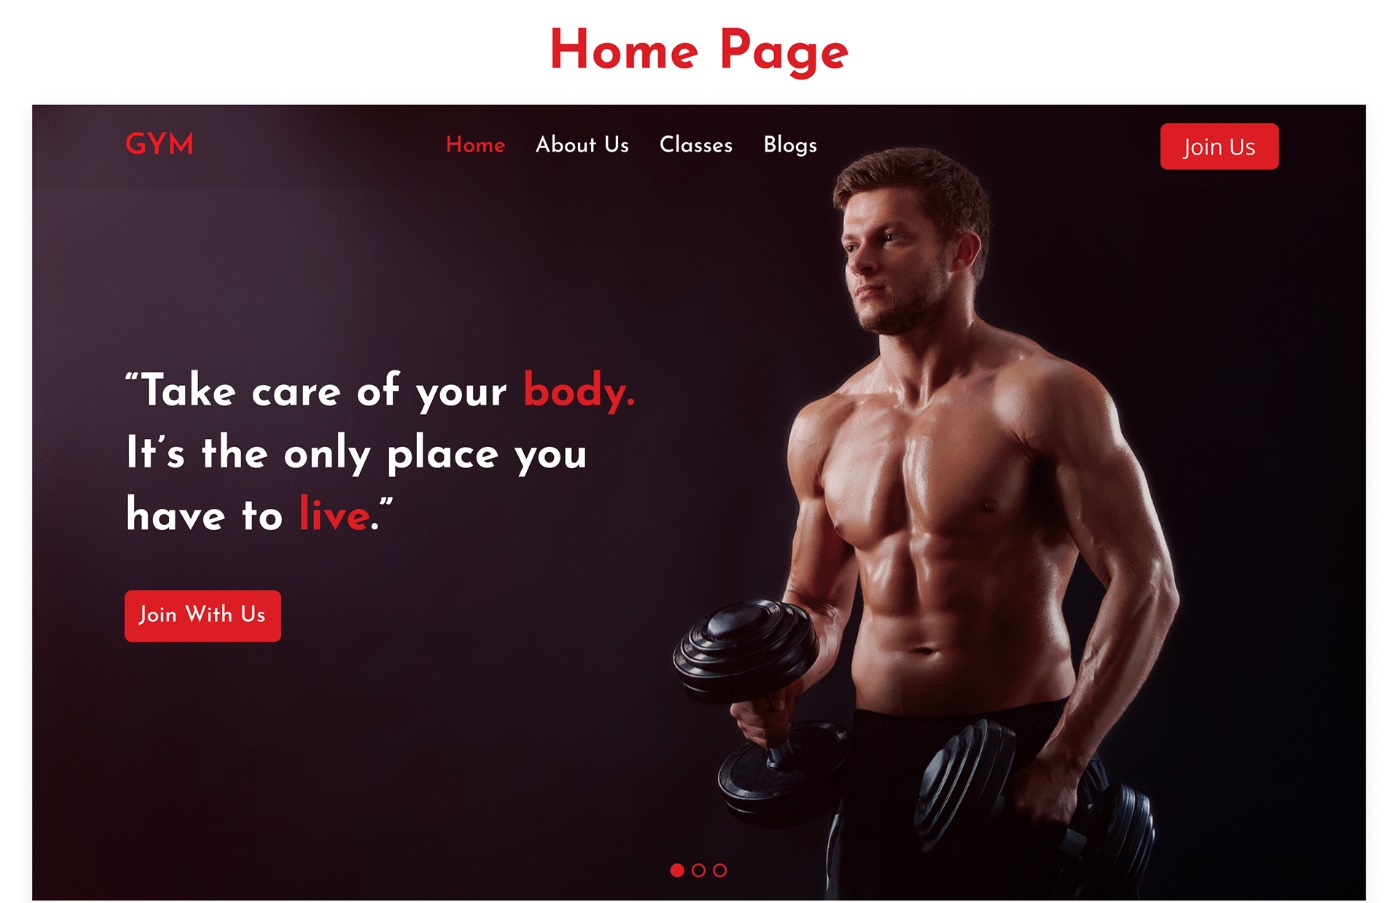 Home Page
GYM
Home About Us Classes Blogs
Join Us
“Take care of your body.
It’s the only place you
have to live.”
Join With Us